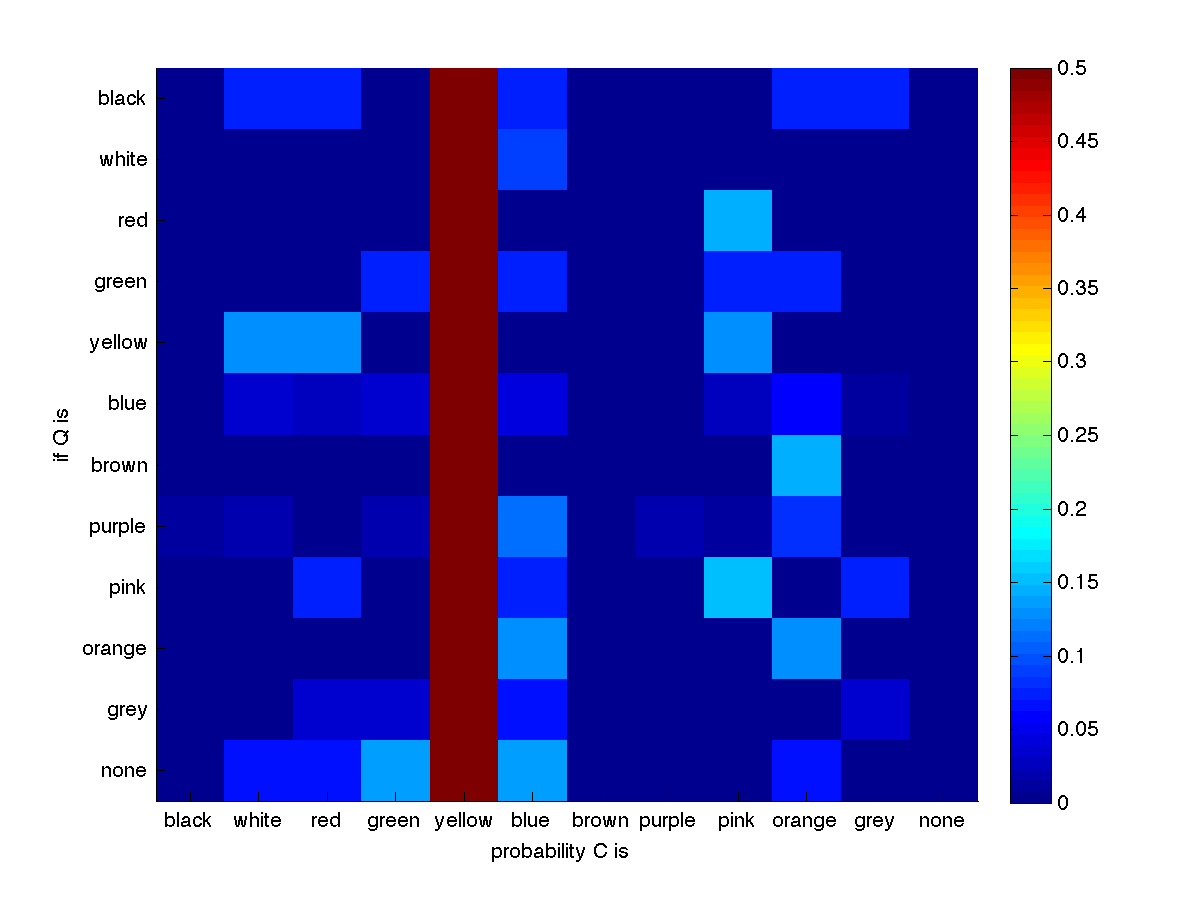 black
white
red
green
yellow
blue
brown
purple
pink
orange
grey
none
if Q is
black white red green yellow blue brown purple pink orange grey none
probability C is
0.5
0.45
0.4
0.35
0.3
0.25
0.2
0.15
0.1
0.05
0